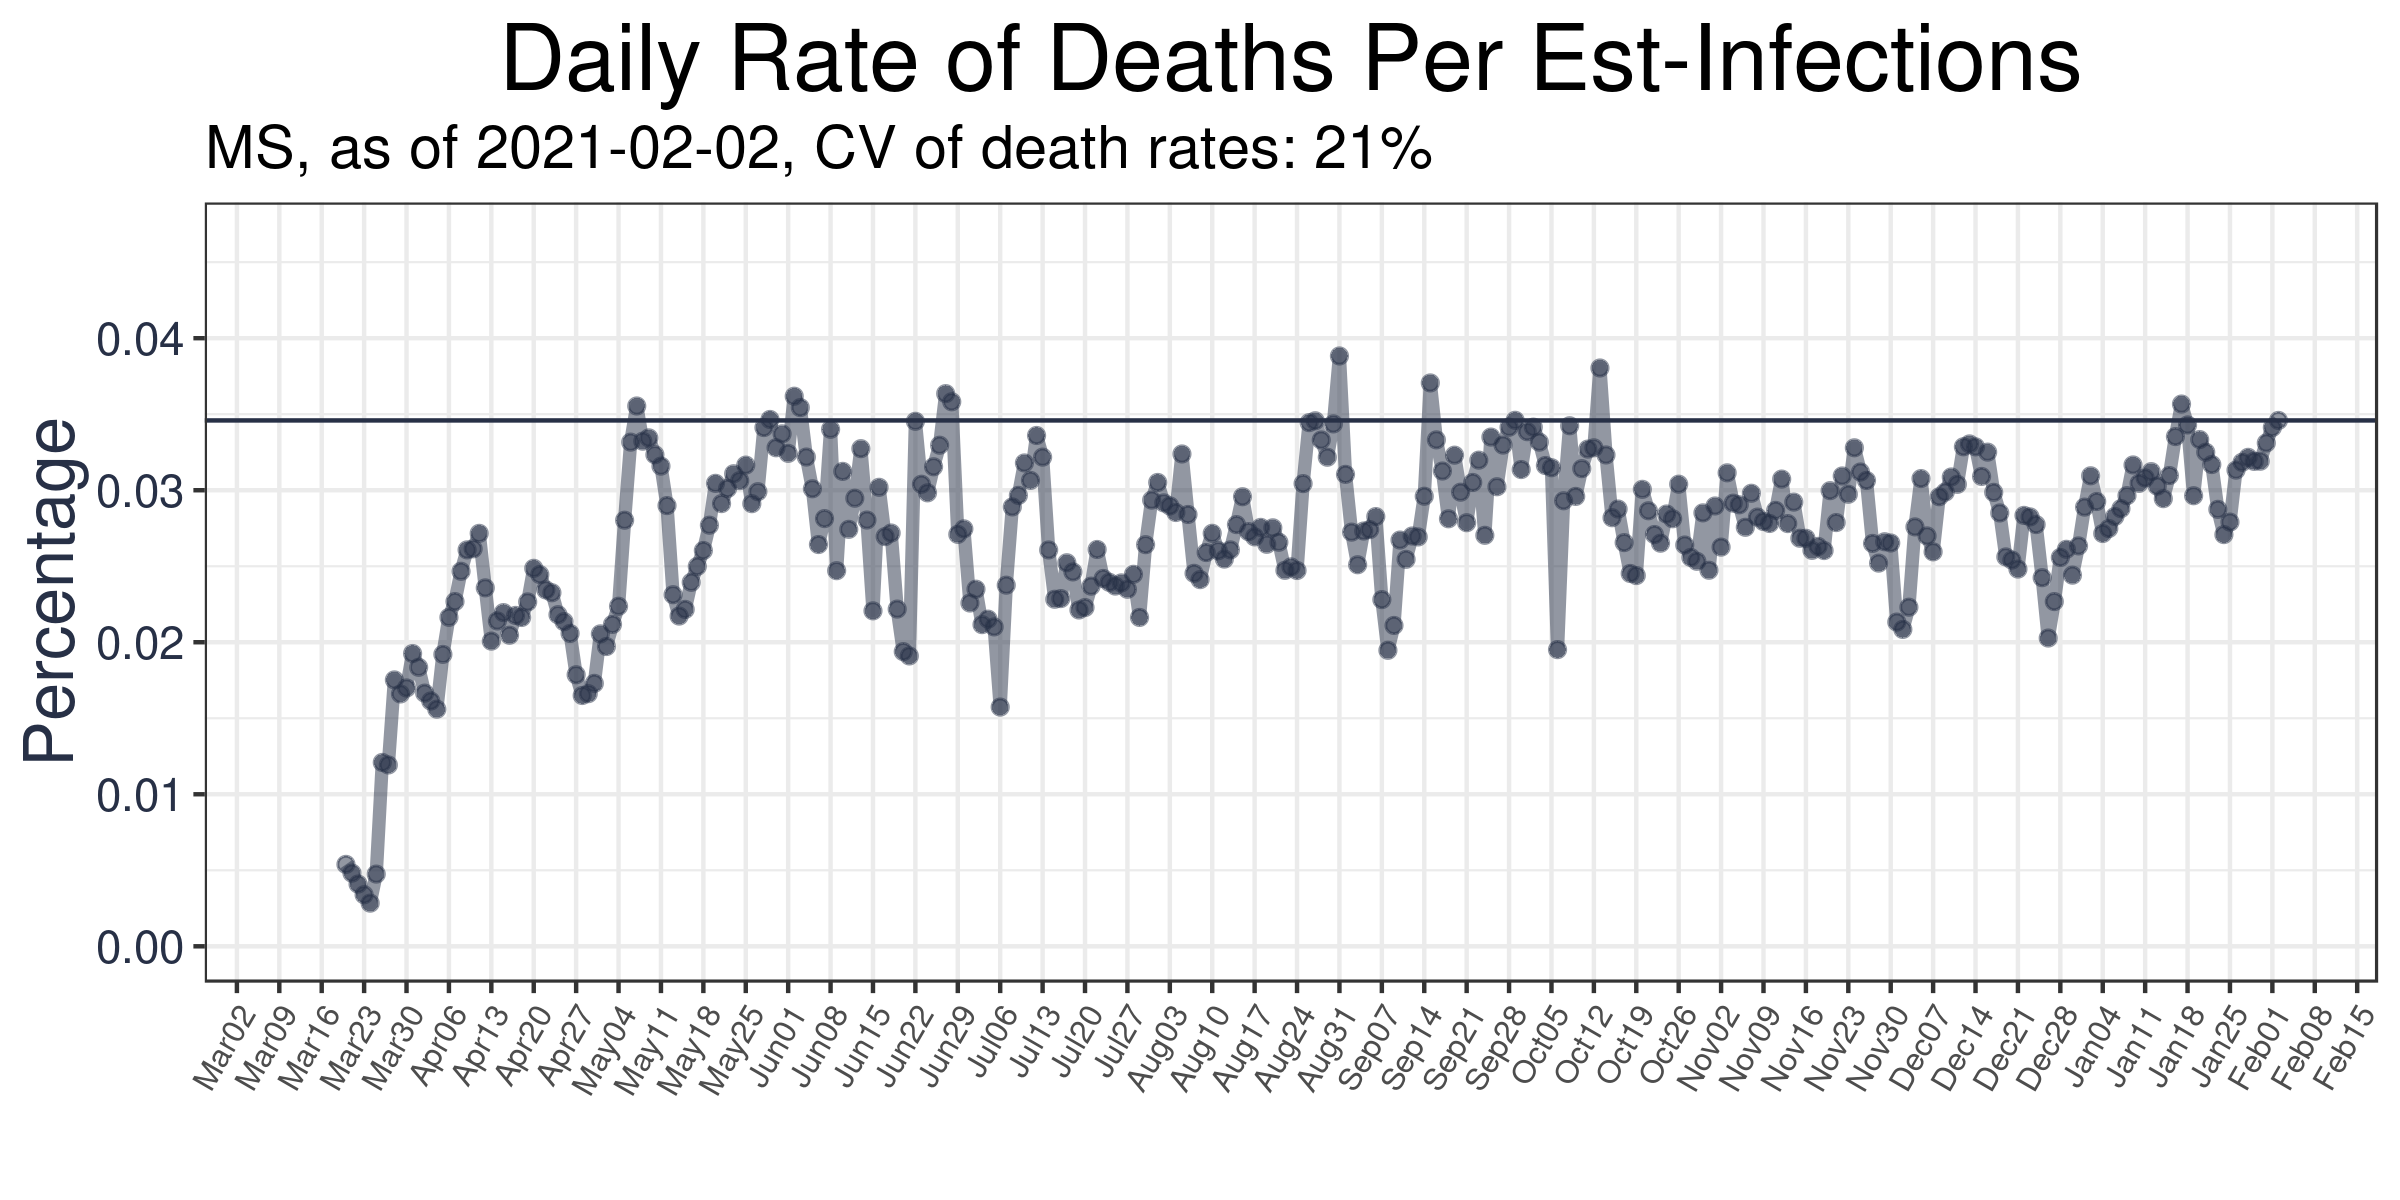 Daily Rate of Deaths Per Est-Infections
MS, as of 2021-02-02, CV of death rates: 21%
Percentage
0.04
0.03
0.02
0.01
0.00
Mar02 Mar09 Mar16 Mar23 Mar30 Apr06 Apr13 Apr20 Apr27 May04 May11 May18 May25 Jun01 Jun08 Jun15 Jun22 Jun29 Jul06 Jul13 Jul20 Jul27 Aug03 Aug10 Aug17 Aug24 Aug31 Sep07 Sep14 Sep21 Sep28 Oct05 Oct12 Oct19 Oct26 Nov02 Nov09 Nov16 Nov23 Nov30 Dec07 Dec14 Dec21 Dec28 Jan04 Jan11 Jan18 Jan25 Feb01 Feb08 Feb15